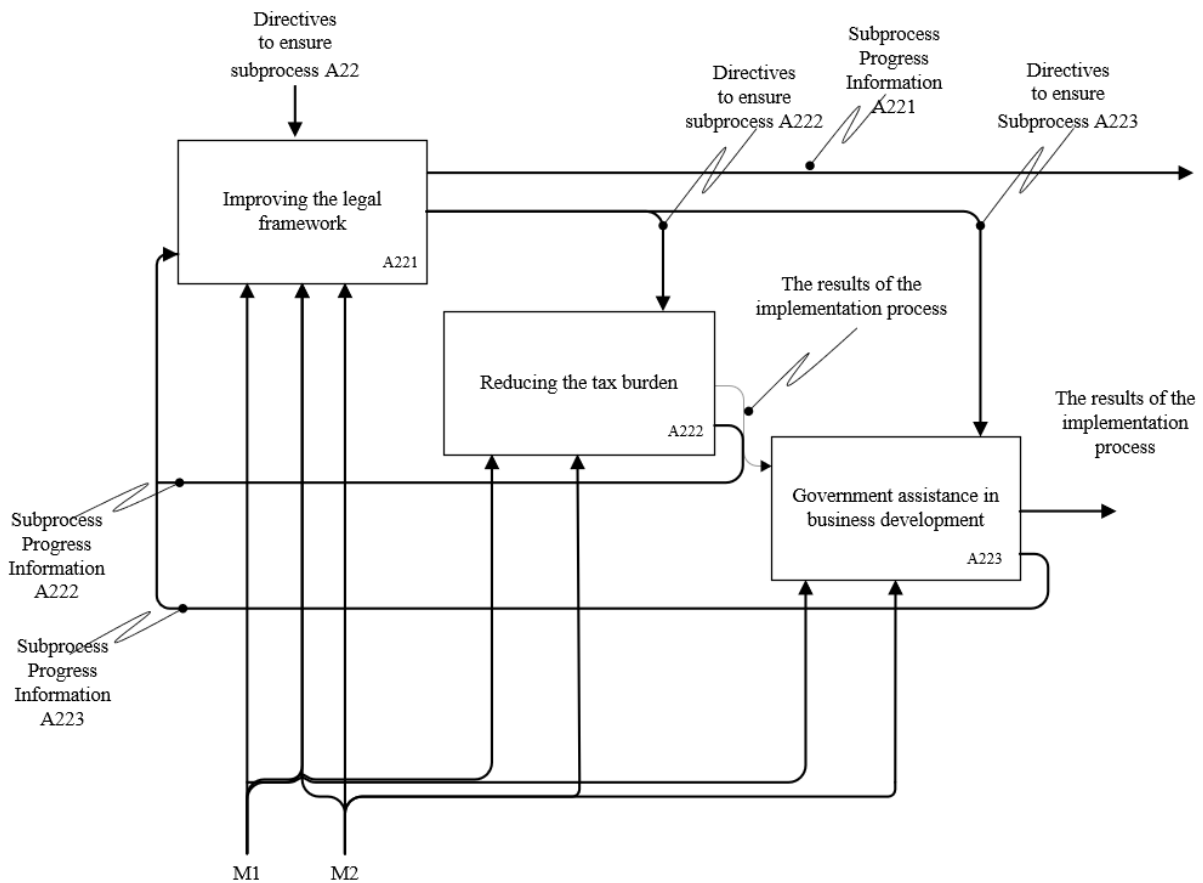 Directives
to ensure
subprocess A22
Subprocess
Progress
Information
A221
Directives
to ensure
subprocess A222
Directives
to ensure
Subprocess A223
Improving the legal
framework
A221
The results of the
implementation process
Reducing the tax burden
A222
The results of the
implementation
process
Government assistance in
business development
A223
Subprocess
Progress
Information
A222
Subprocess
Progress
Information
A223
M1
M2